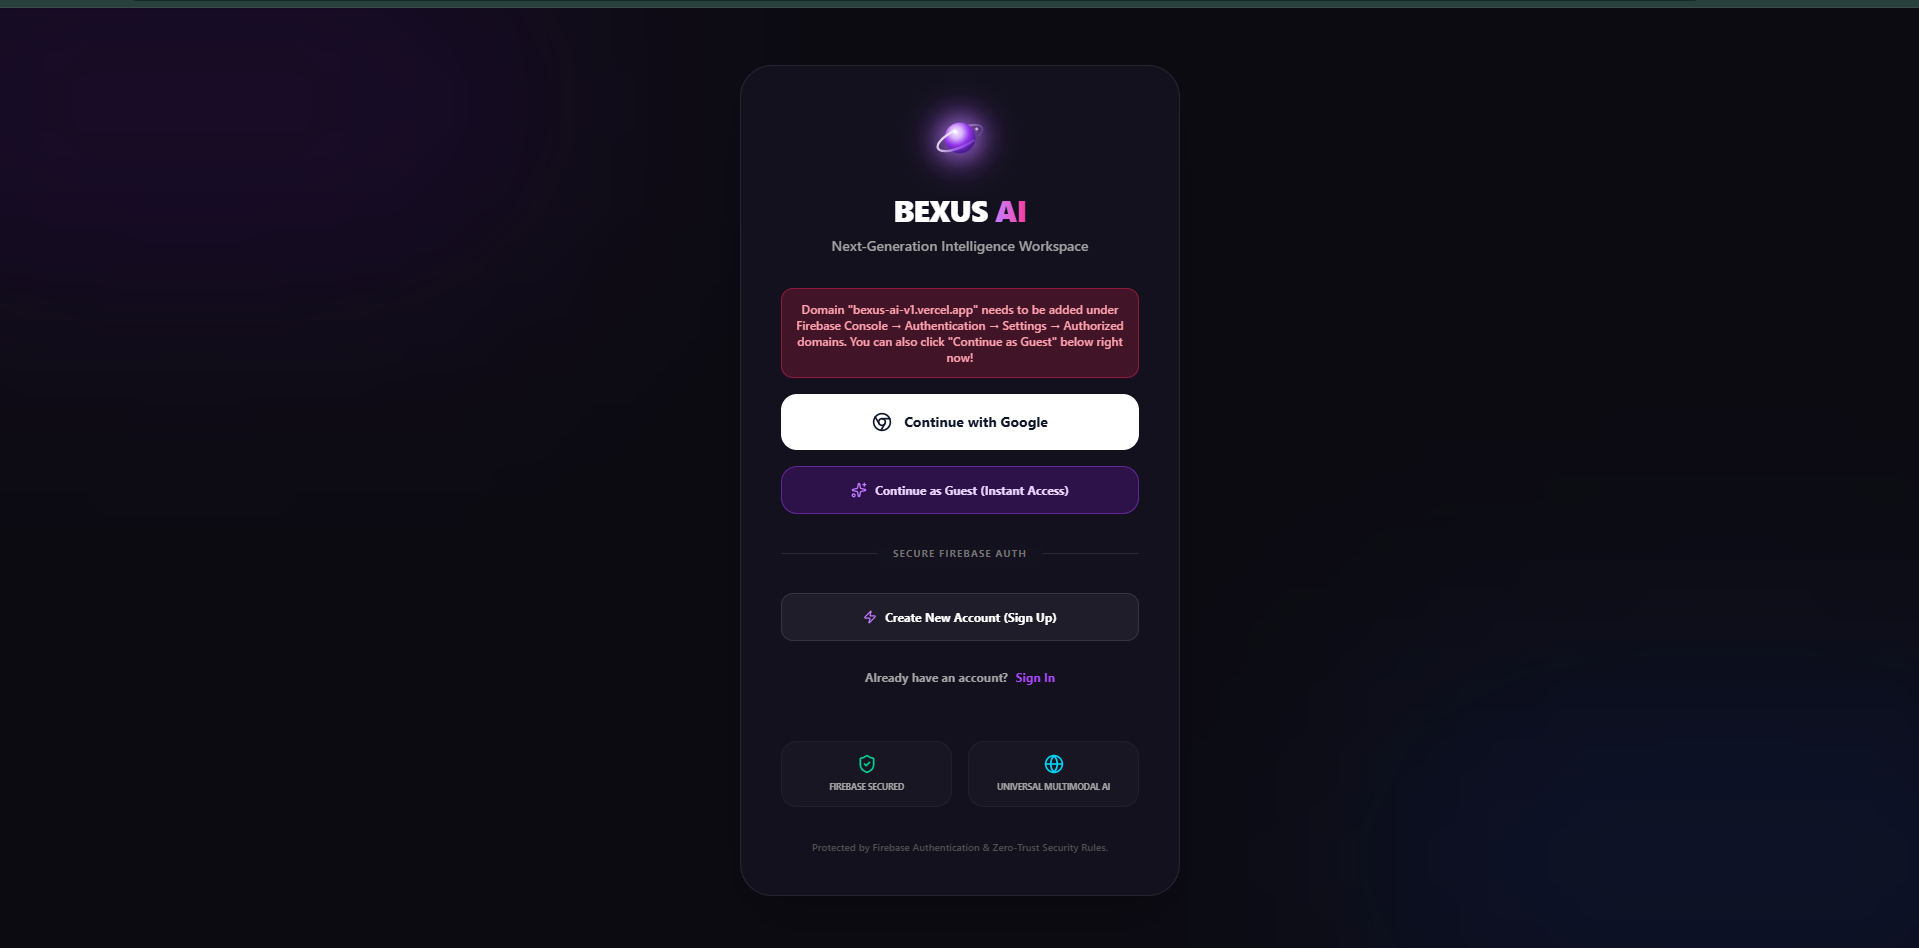 BEXUS AI
Next-Generation Intelligence Workspace
Domain "bexus-ai-v1.vercel.app" needs to be added under
Firebase Console → Authentication → Settings → Authorized
domains. You can also click "Continue as Guest" below right
now!
Continue with Google
Continue as Guest (Instant Access)
SECURE FIREBASE AUTH
Create New Account (Sign Up)
Already have an account? Sign In
FIREBASE SECURED
UNIVERSAL MULTIMODAL AI
Protected by Firebase Authentication & Zero-Trust Security Rules.